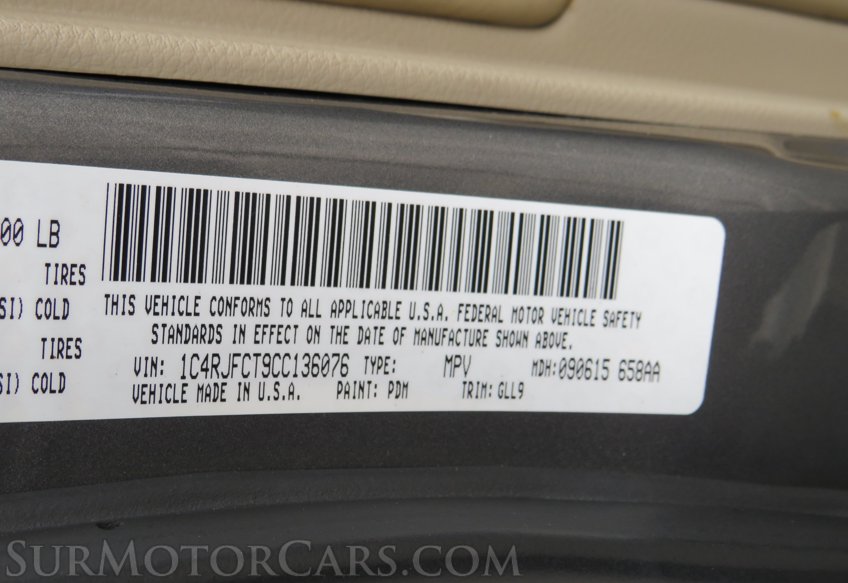 00 LB
TIRES
SI) COLD
TIRES
SI) COLD
THIS VEHICLE CONFORMS TO ALL APPLICABLE U.S.A. FEDERAL MOTOR VEHICLE SAFETY
STANDARDS IN EFFECT ON THE DATE OF MANUFACTURE SHOWN ABOVE.
VIN: 1C4RJFCT9CC136076 TYPE: MPV MDH:090615 658AA
VEHICLE MADE IN U.S.A. PAINT: PDM TRIM: GLL9
SURMOTORCARS.COM